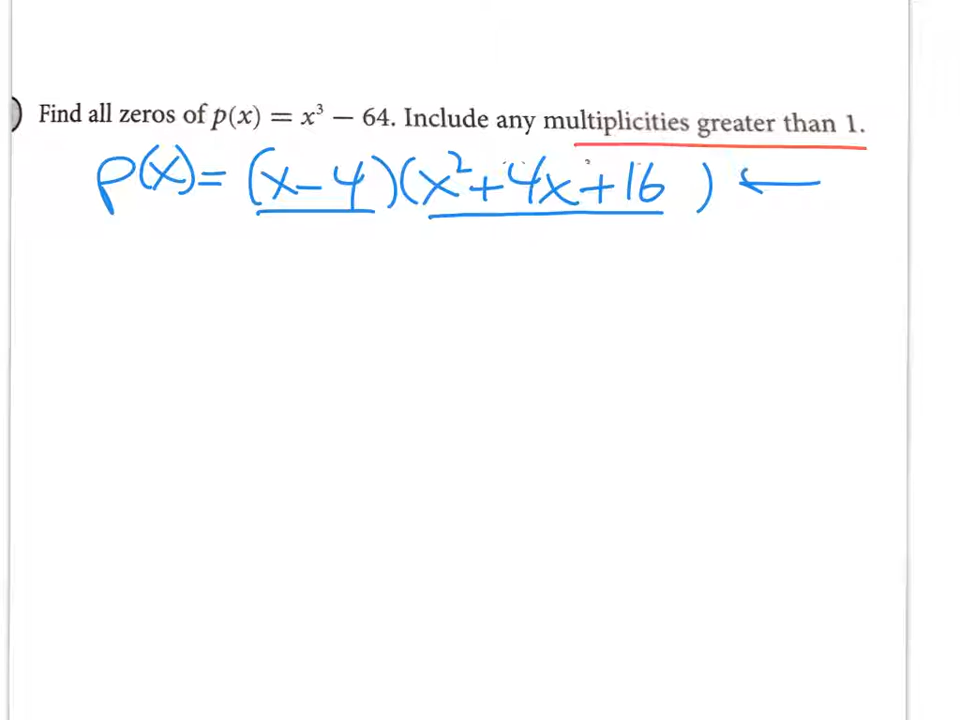 ) Find all zeros of p(x) = x³ − 64. Include any multiplicities greater than 1.
p(x)= (x-4)(x²+4x+16 ) ←